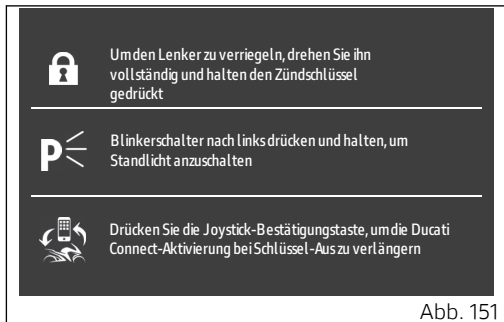 Um den Lenker zu verriegeln, drehen Sie ihn
vollständig und halten den Zündschlüssel
gedrückt
P
Blinkerschalter nach links drücken und halten, um
Standlicht anzuschalten
Drücken Sie die Joystick-Bestätigungstaste, um die Ducati
Connect-Aktivierung bei Schlüssel-Aus zu verlängern
Abb. 151